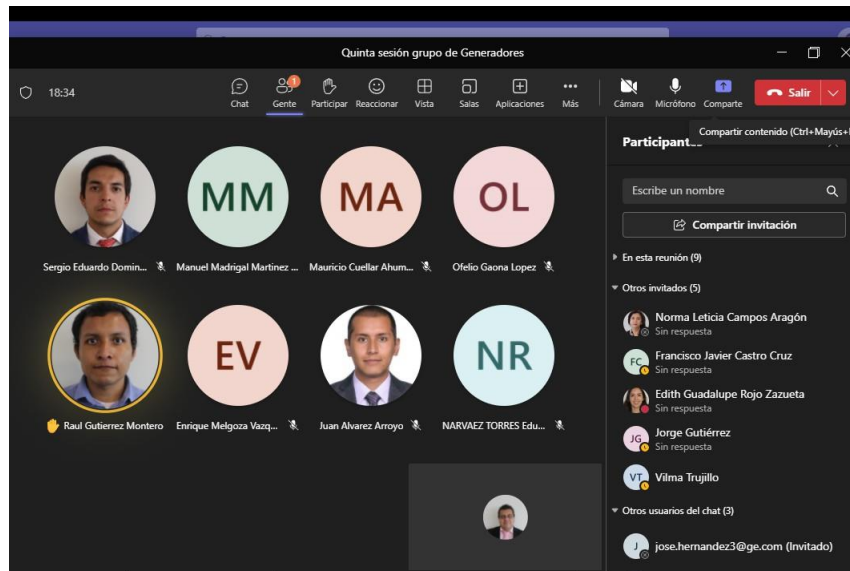 Quinta sesión grupo de Generadores
18:34
Chat
Gente
1
Participar
Reaccionar
Vista
Salas
Aplicaciones
Más
Cámara
Micrófono
Comparte
Salir
Compartir contenido (Ctrl+Mayús+
Participantes
Escribe un nombre
Compartir invitación
En esta reunión (9)
Otros invitados (5)
Norma Leticia Campos Aragón
Sin respuesta
FC
Francisco Javier Castro Cruz
Sin respuesta
Edith Guadalupe Rojo Zazueta
Sin respuesta
JG
Jorge Gutiérrez
Sin respuesta
VT
Vilma Trujillo
Otros usuarios del chat (3)
J
jose.hernandez3@ge.com (Invitado)
MM
MA
OL
Sergio Eduardo Domin...
Manuel Madrigal Martinez ...
Mauricio Cuellar Ahum...
Ofelio Gaona Lopez
EV
NR
Raul Gutierrez Montero
Enrique Melgoza Vazq...
Juan Alvarez Arroyo
NARVAEZ TORRES Edu...